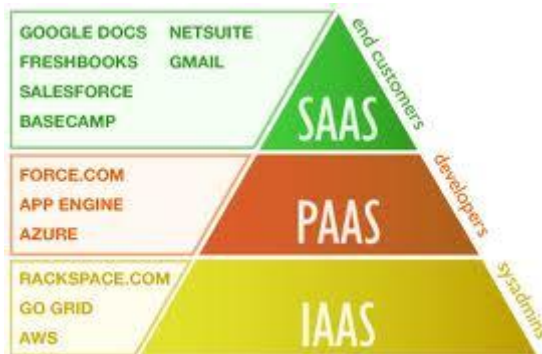 GOOGLE DOCS NETSUITE
FRESHBOOKS GMAIL
SALESFORCE
BASECAMP
SAAS
end customers
FORCE.COM
APP ENGINE
AZURE
PAAS
developers
RACKSPACE.COM
GO GRID
AWS
IAAS
sysadmins